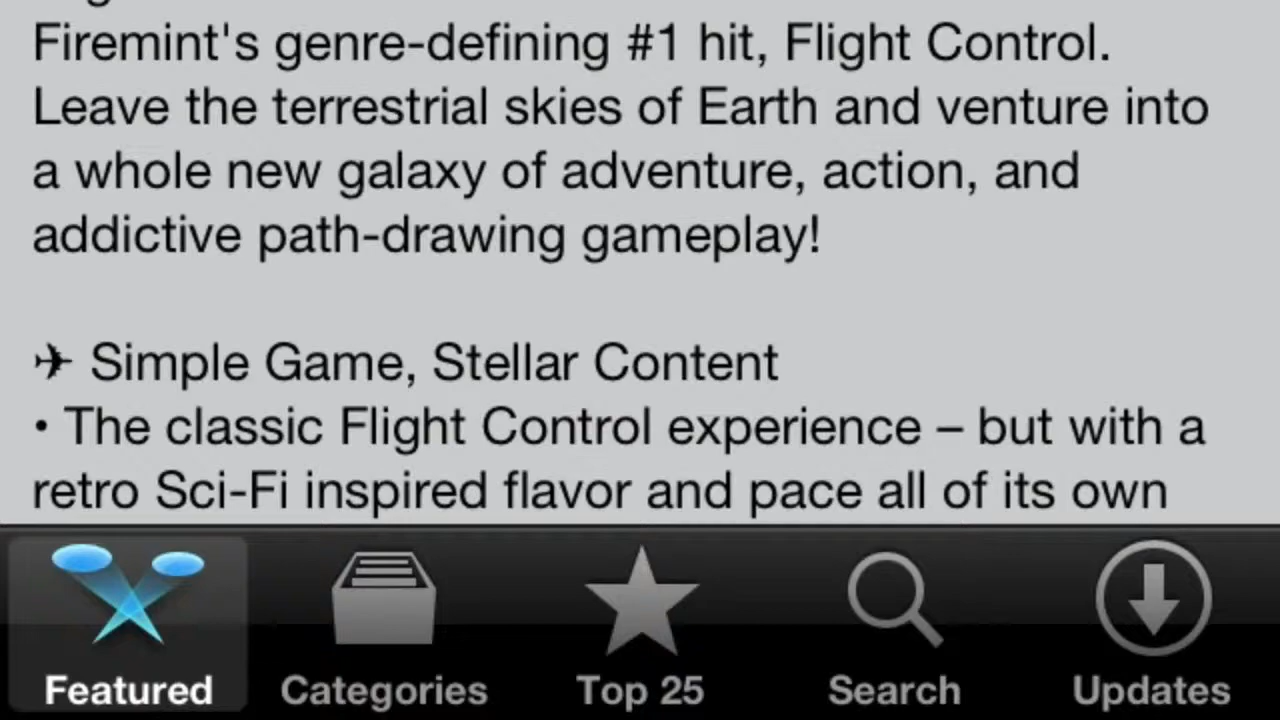 Firemint's genre-defining #1 hit, Flight Control.
Leave the terrestrial skies of Earth and venture into
a whole new galaxy of adventure, action, and
addictive path-drawing gameplay!
✈ Simple Game, Stellar Content
• The classic Flight Control experience – but with a
retro Sci-Fi inspired flavor and pace all of its own
Featured Categories Top 25 Search Updates